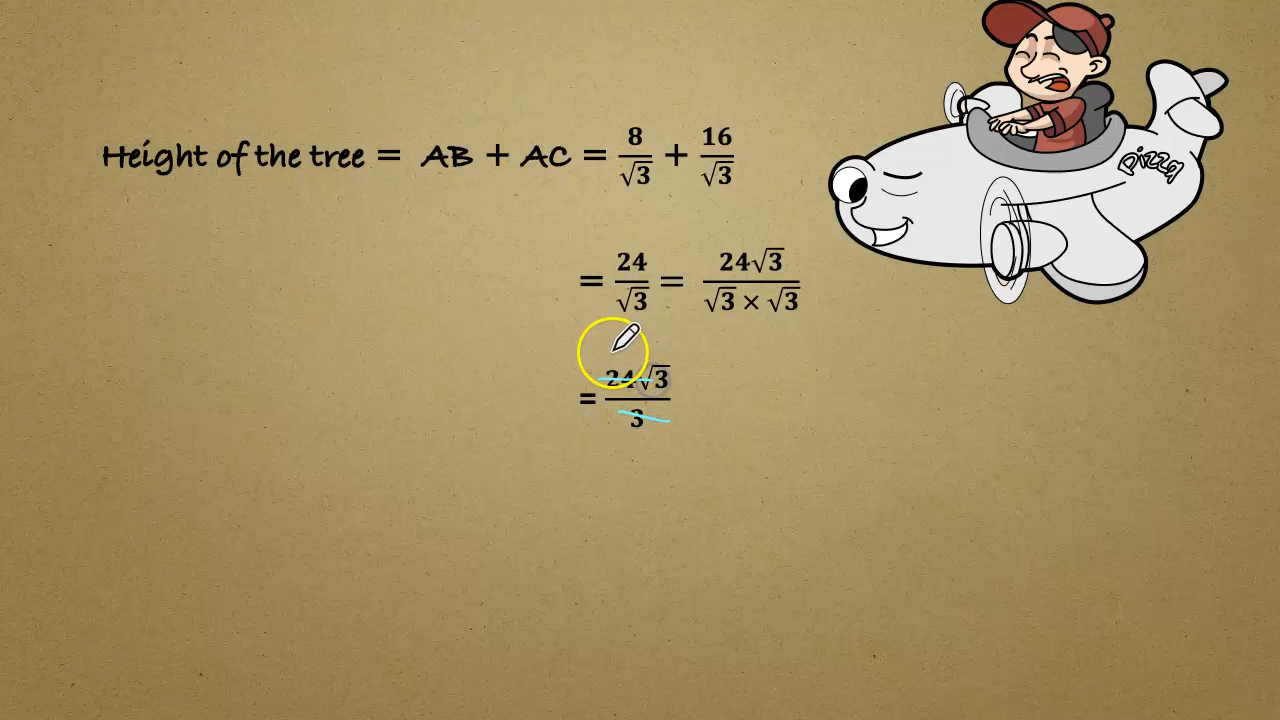 Height of the tree = AB + AC = 8/√3 + 16/√3
= 24/√3 = 24√3/(√3 × √3)
= 24√3/3
pizza